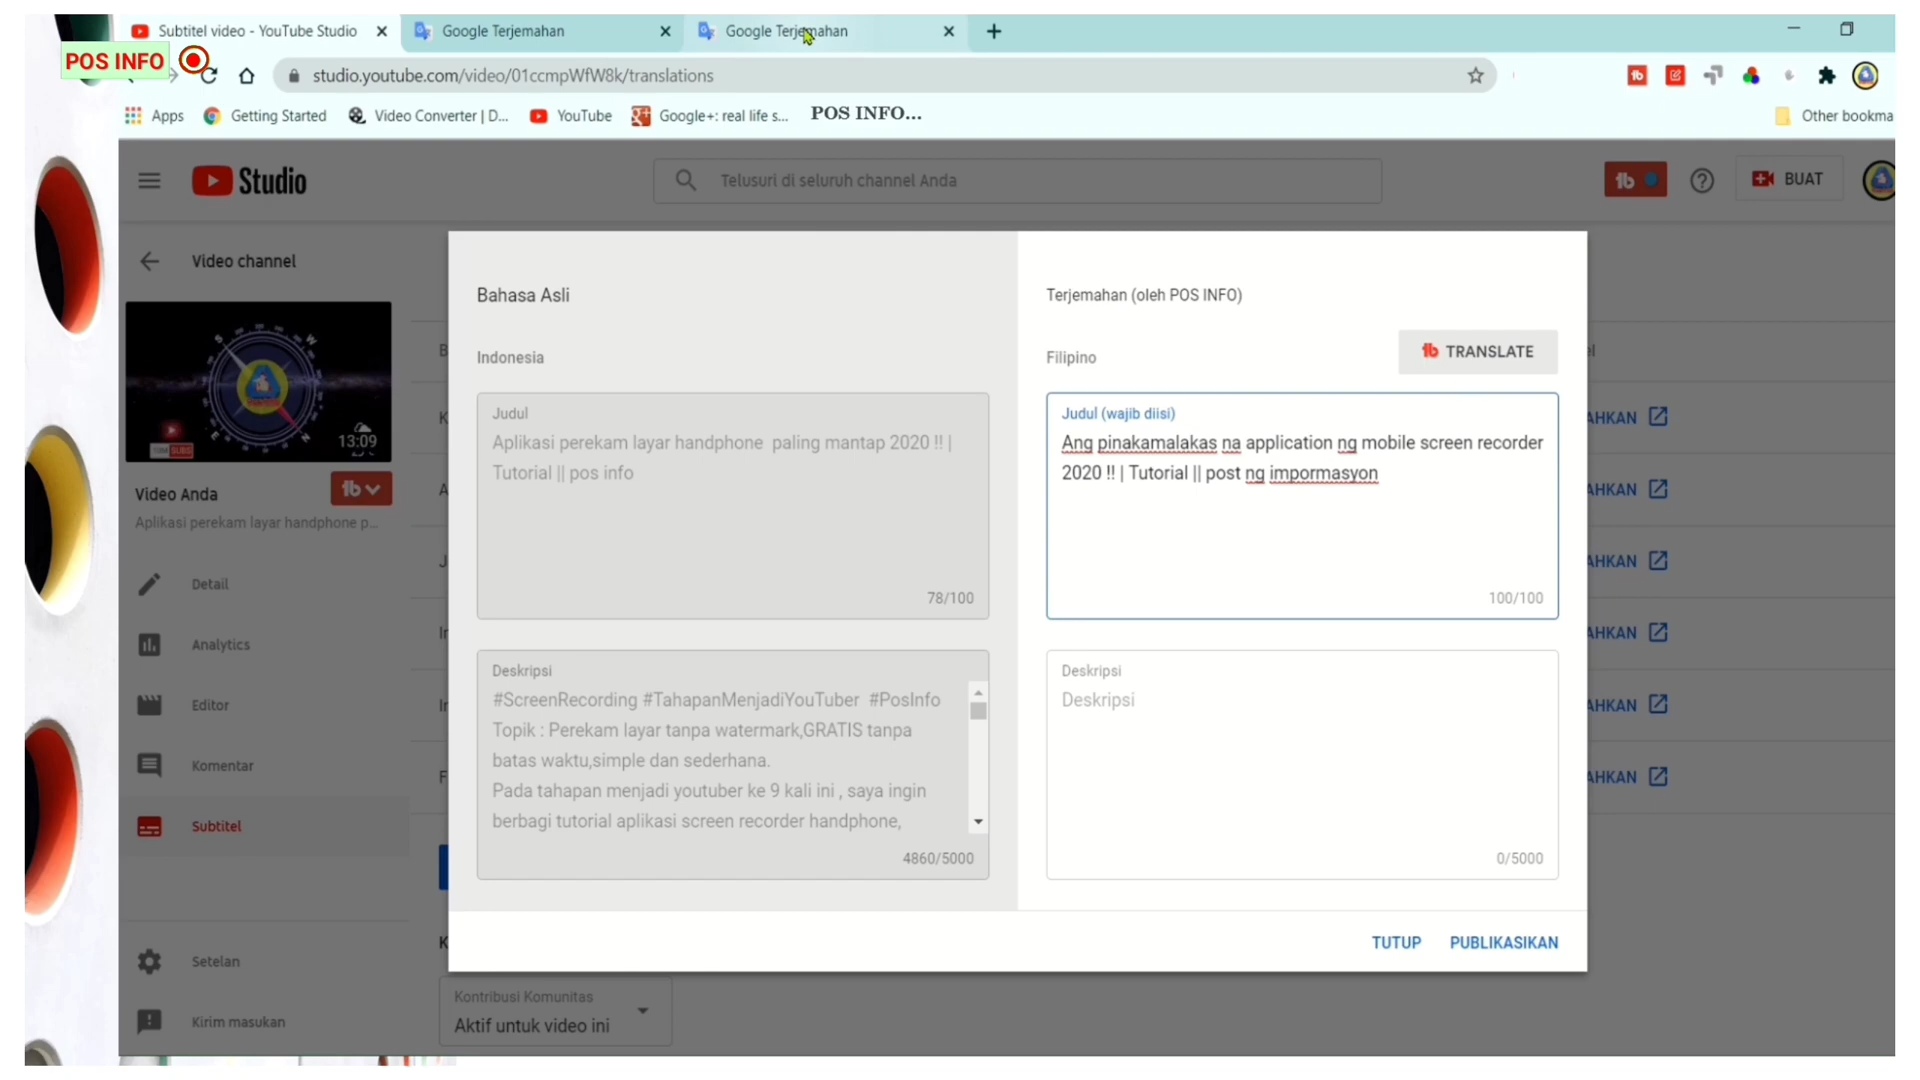 Subtitel video - YouTube Studio
Google Terjemahan
Google Terjemahan
POS INFO
studio.youtube.com/video/01ccmpWfW8k/translations
Apps
Getting Started
Video Converter | D...
YouTube
Google+: real life s...
POS INFO...
Other bookma
Studio
Telusuri di seluruh channel Anda
BUAT
Video channel
13:09
Video Anda
Aplikasi perekam layar handphone p...
Detail
Analytics
Editor
Komentar
Subtitel
Setelan
Kirim masukan
Bahasa Asli
Indonesia
Judul
Aplikasi perekam layar handphone  paling mantap 2020 !! |
Tutorial || pos info
78/100
Deskripsi
#ScreenRecording #TahapanMenjadiYouTuber  #PosInfo
Topik : Perekam layar tanpa watermark,GRATIS tanpa
batas waktu,simple dan sederhana.
Pada tahapan menjadi youtuber ke 9 kali ini , saya ingin
berbagi tutorial aplikasi screen recorder handphone,
4860/5000
Terjemahan (oleh POS INFO)
Filipino
TRANSLATE
Judul (wajib diisi)
Ang pinakamalakas na application ng mobile screen recorder
2020 !! | Tutorial || post ng impormasyon
100/100
Deskripsi
Deskripsi
0/5000
TUTUP
PUBLIKASIKAN
AHKAN
AHKAN
AHKAN
AHKAN
AHKAN
AHKAN
Kontribusi Komunitas
Aktif untuk video ini